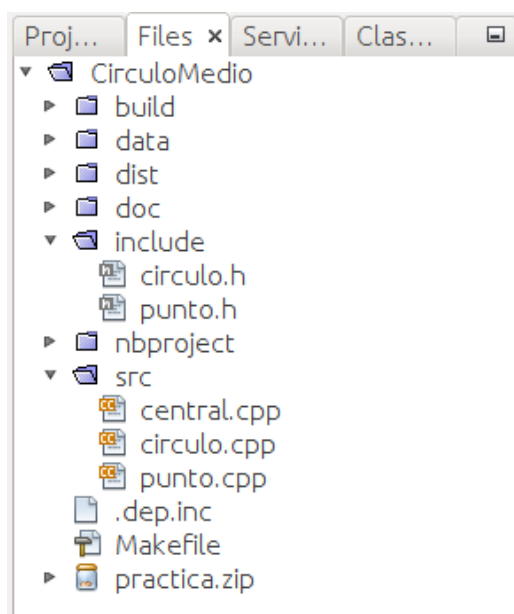 Proj... Files × Servi... Clas...
CirculoMedio
build
data
dist
doc
include
circulo.h
punto.h
nbproject
src
central.cpp
circulo.cpp
punto.cpp
.dep.inc
Makefile
practica.zip